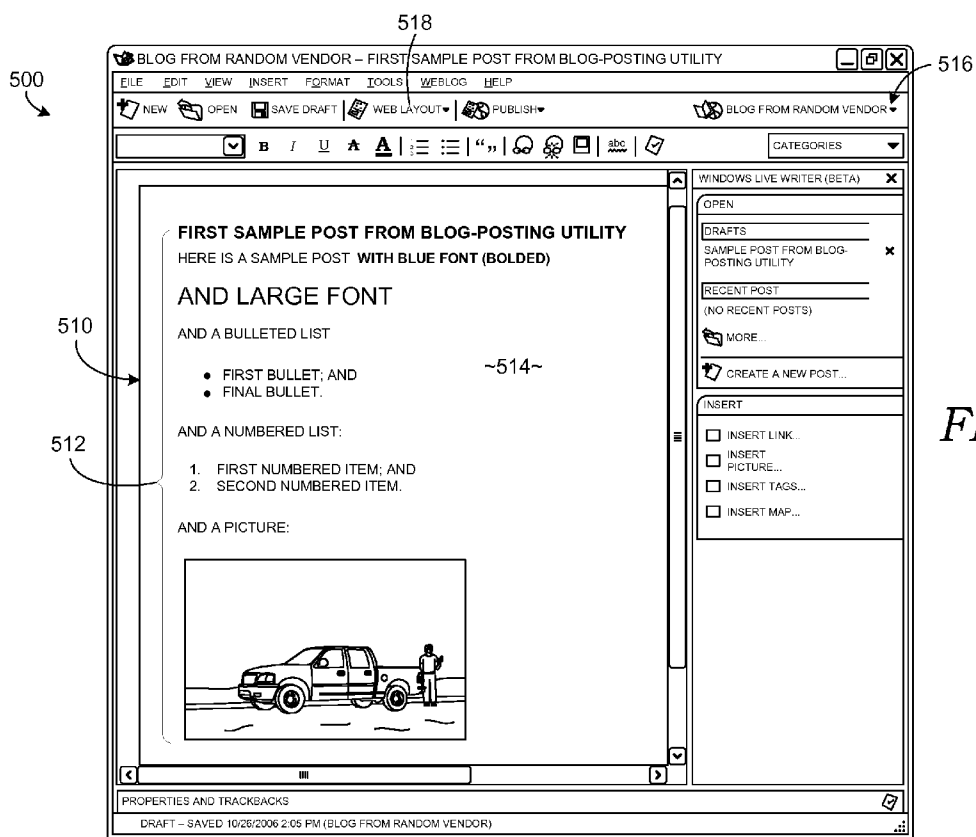 518
BLOG FROM RANDOM VENDOR – FIRST SAMPLE POST FROM BLOG-POSTING UTILITY
516
500
FILE EDIT VIEW INSERT FORMAT TOOLS WEBLOG HELP
NEW OPEN SAVE DRAFT WEB LAYOUT PUBLISH BLOG FROM RANDOM VENDOR
B I U A A “ „ abc CATEGORIES
WINDOWS LIVE WRITER (BETA)
OPEN
DRAFTS
SAMPLE POST FROM BLOG-
POSTING UTILITY
RECENT POST
(NO RECENT POSTS)
MORE...
CREATE A NEW POST...
INSERT
INSERT LINK...
INSERT
PICTURE...
INSERT TAGS...
INSERT MAP...
FIRST SAMPLE POST FROM BLOG-POSTING UTILITY
HERE IS A SAMPLE POST WITH BLUE FONT (BOLDED)
AND LARGE FONT
510
AND A BULLETED LIST
~514~
• FIRST BULLET; AND
• FINAL BULLET.
512
AND A NUMBERED LIST:
1. FIRST NUMBERED ITEM; AND
2. SECOND NUMBERED ITEM.
AND A PICTURE:
PROPERTIES AND TRACKBACKS
DRAFT – SAVED 10/26/2006 2:05 PM (BLOG FROM RANDOM VENDOR)